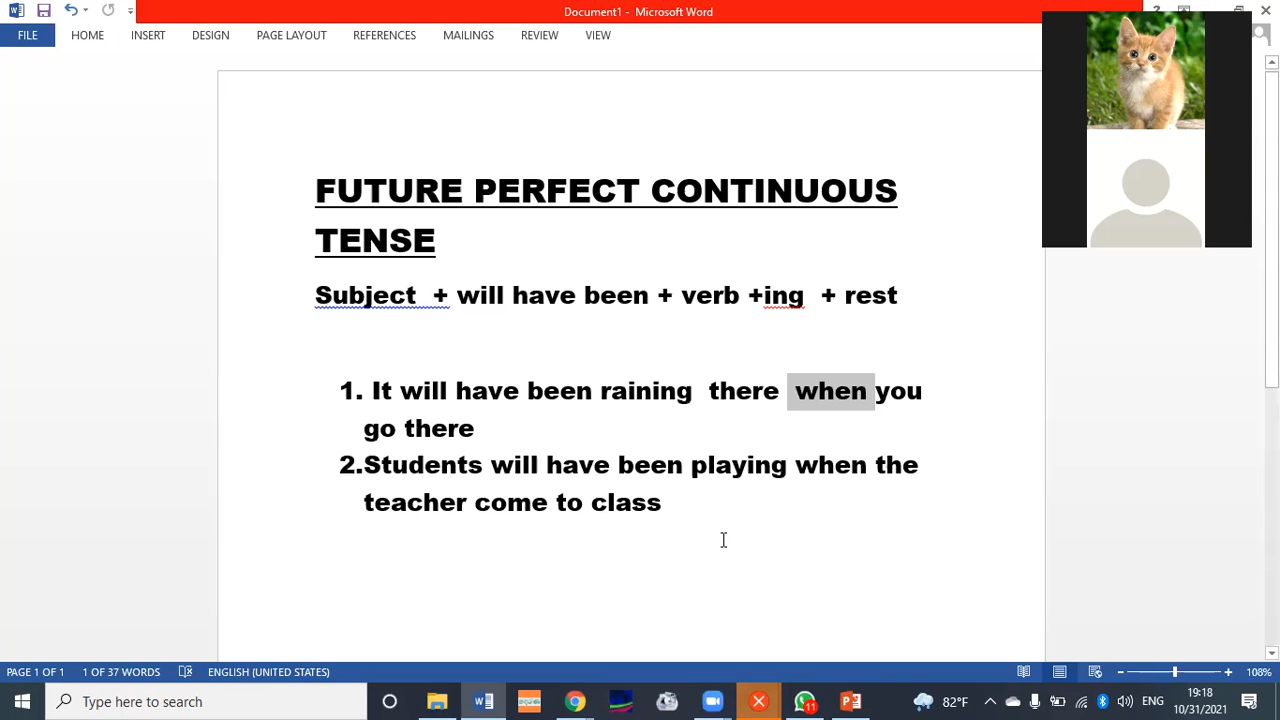 Document1 - Microsoft Word
?
FILE HOME INSERT DESIGN PAGE LAYOUT REFERENCES MAILINGS REVIEW VIEW
FUTURE PERFECT CONTINUOUS
TENSE
Subject + will have been + verb +ing + rest
1. It will have been raining there when you
go there
2.Students will have been playing when the
teacher come to class
PAGE 1 OF 1 1 OF 37 WORDS ENGLISH (UNITED STATES) 108%
Type here to search 11 82°F ENG 19:18
10/31/2021